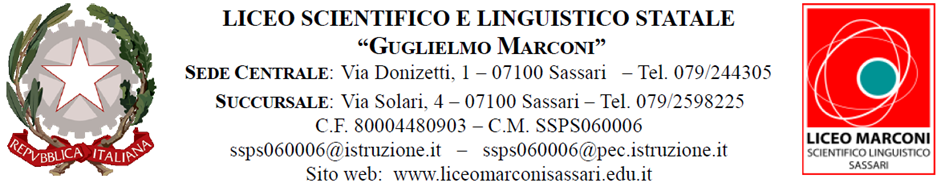 LICEO SCIENTIFICO E LINGUISTICO STATALE
“GUGLIELMO MARCONI”
SEDE CENTRALE: Via Donizetti, 1 – 07100 Sassari – Tel. 079/244305
SUCCURSALE: Via Solari, 4 – 07100 Sassari – Tel. 079/2598225
C.F. 80004480903 – C.M. SSPS060006
ssps060006@istruzione.it – ssps060006@pec.istruzione.it
Sito web: www.liceomarconisassari.edu.it
REPVBBLICA ITALIANA
LICEO MARCONI
SCIENTIFICO LINGUISTICO
SASSARI